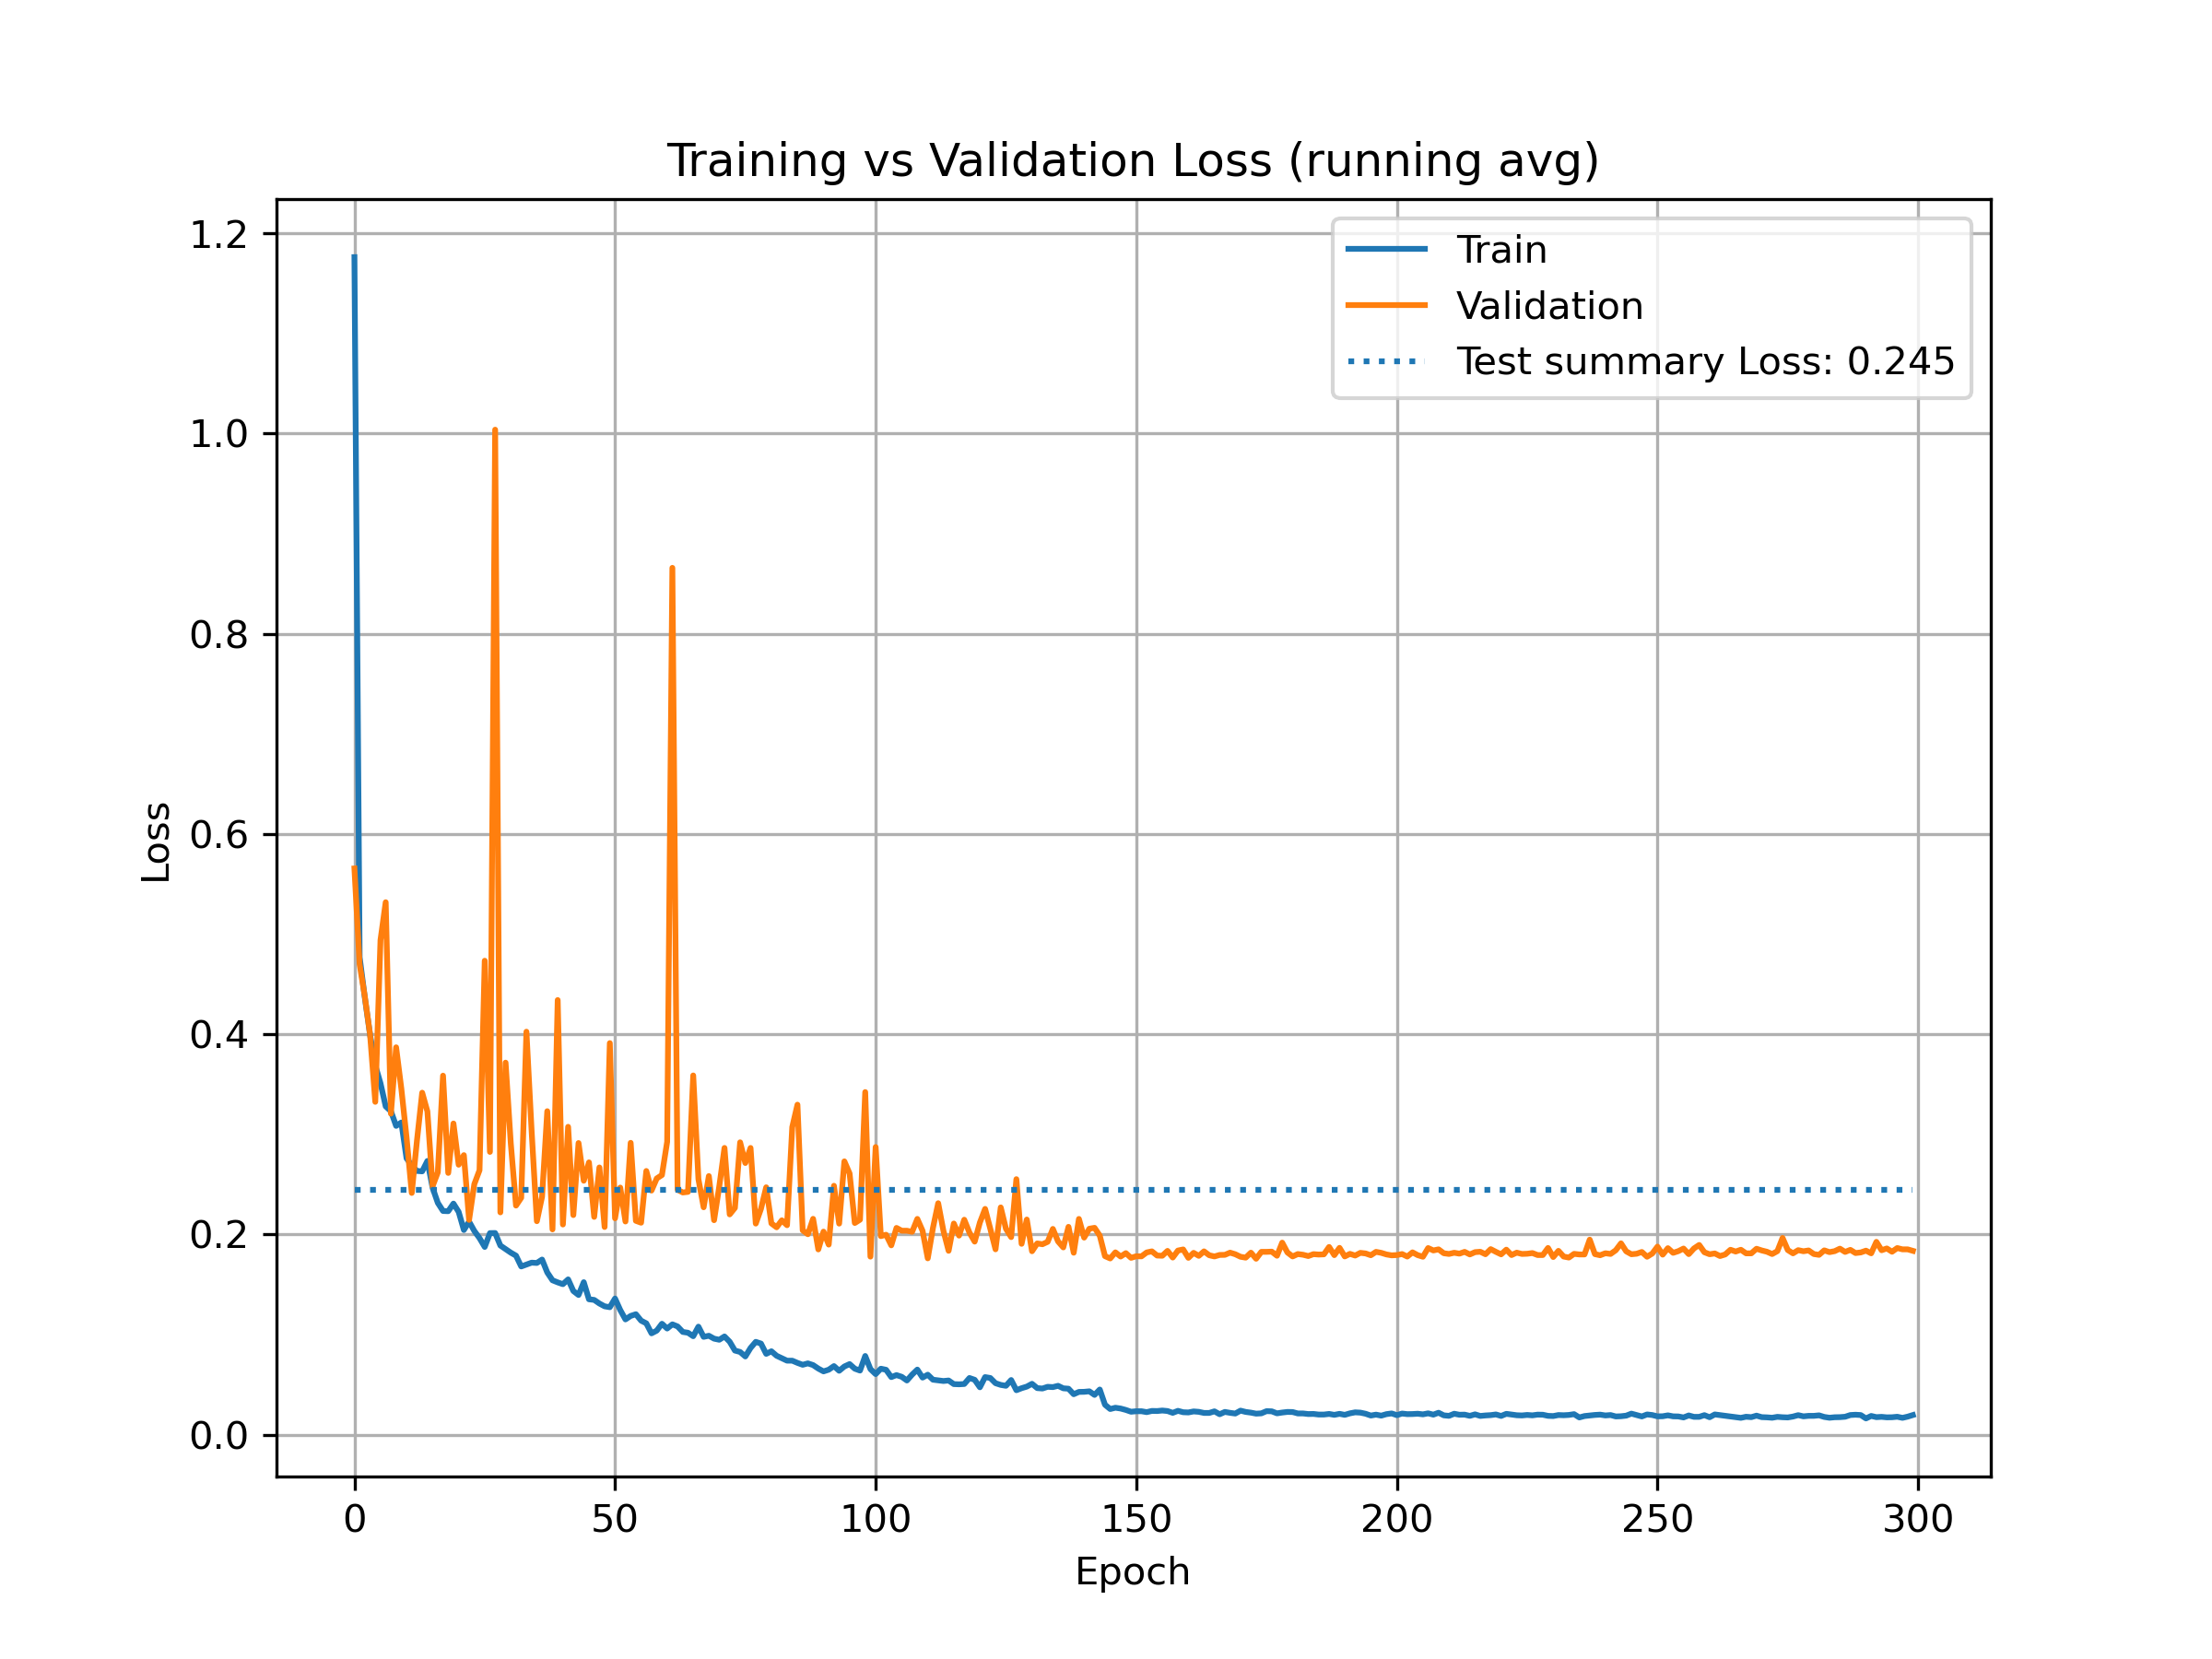 Training vs Validation Loss (running avg)
1.2
1.0
0.8
0.6
0.4
0.2
0.0
Loss
Train
Validation
Test summary Loss: 0.245
0 50 100 150 200 250 300
Epoch